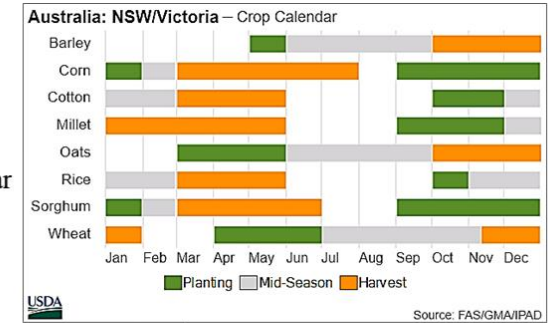 Australia: NSW/Victoria – Crop Calendar
Barley
Corn
Cotton
Millet
Oats
ar
Rice
Sorghum
Wheat
Jan Feb Mar Apr May Jun Jul Aug Sep Oct Nov Dec
Planting Mid-Season Harvest
USDA
Source: FAS/GMA/IPAD